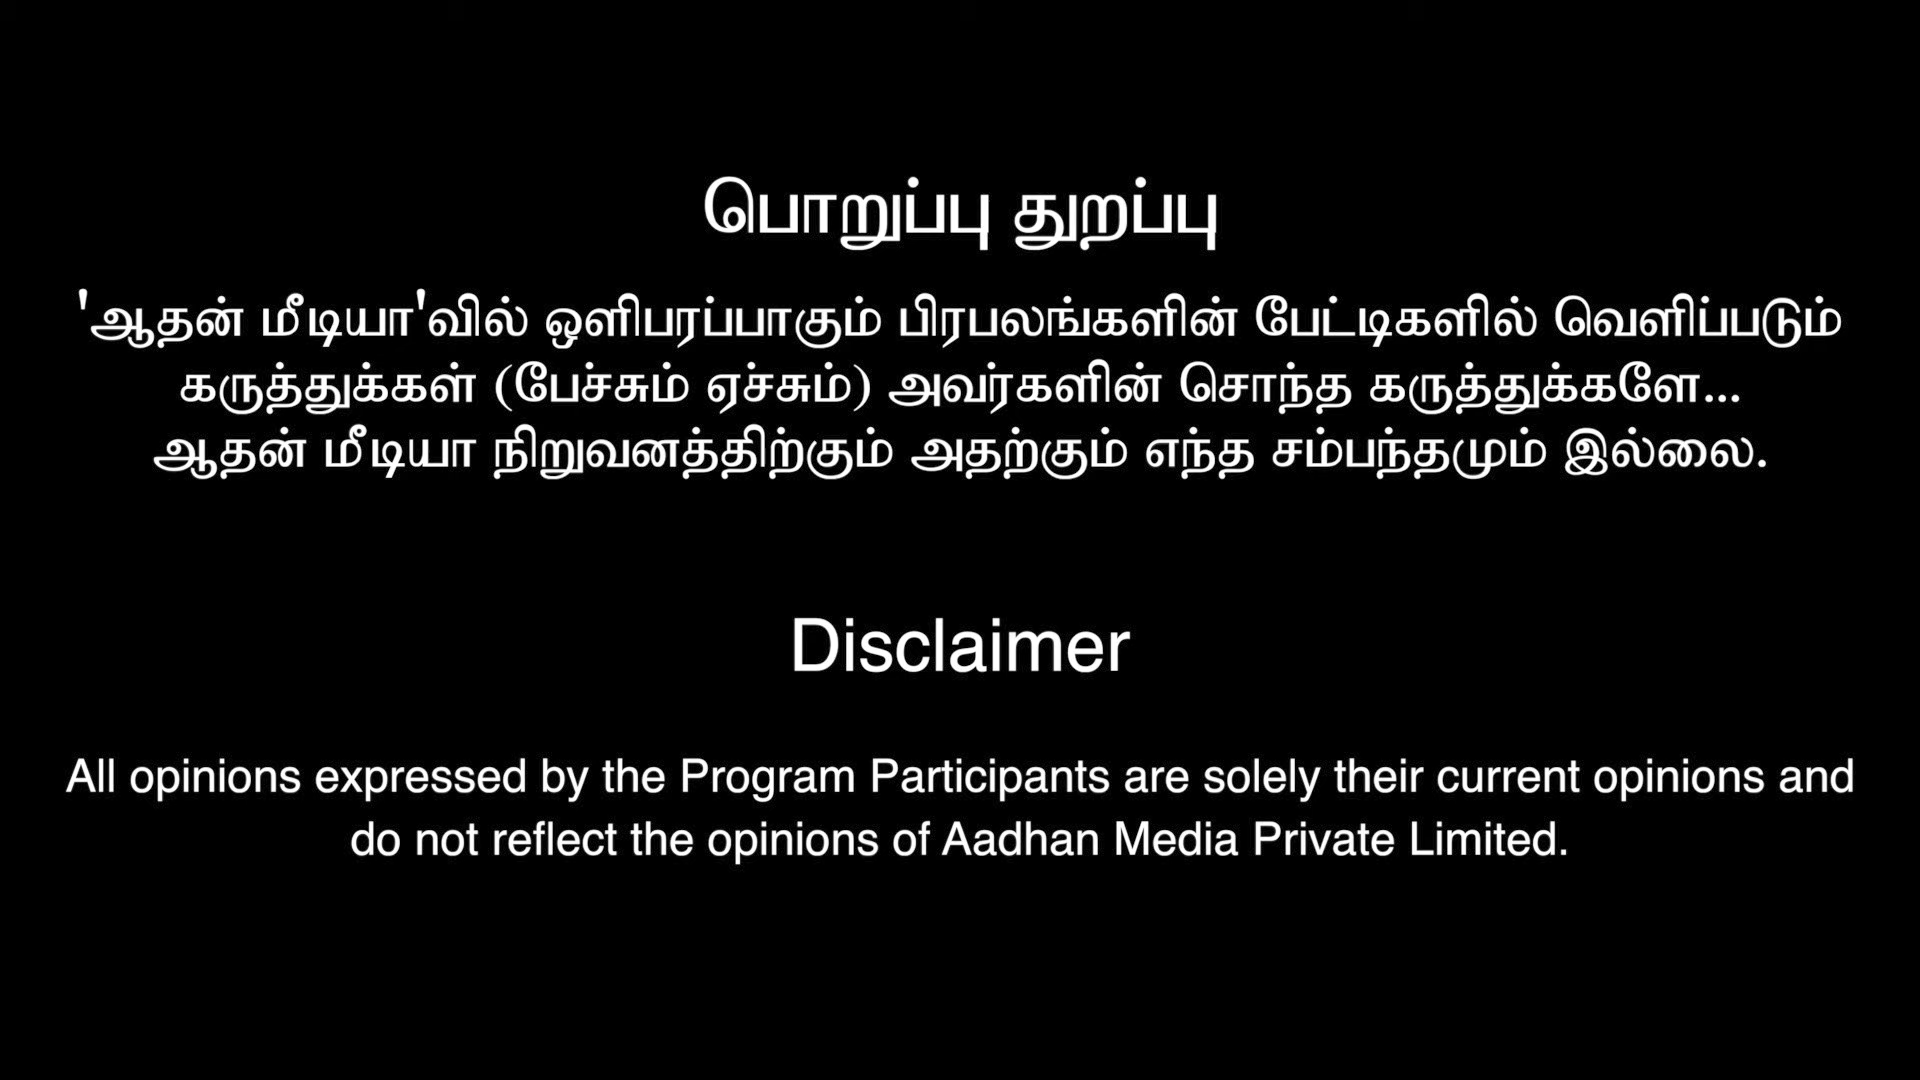 பொறுப்பு துறப்பு
'ஆதன் மீடியா'வில் ஒளிபரப்பாகும் பிரபலங்களின் பேட்டிகளில் வெளிப்படும்
கருத்துக்கள் (பேச்சும் ஏச்சும்) அவர்களின் சொந்த கருத்துக்களே...
ஆதன் மீடியா நிறுவனத்திற்கும் அதற்கும் எந்த சம்பந்தமும் இல்லை.
Disclaimer
All opinions expressed by the Program Participants are solely their current opinions and
do not reflect the opinions of Aadhan Media Private Limited.